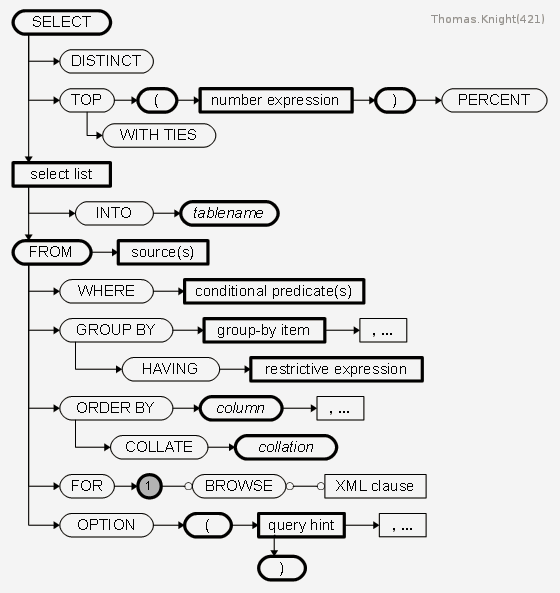 SELECT
Thomas.Knight(421)
DISTINCT
TOP ( number expression ) PERCENT
WITH TIES
select list
INTO tablename
FROM source(s)
WHERE conditional predicate(s)
GROUP BY group-by item , ...
HAVING restrictive expression
ORDER BY column , ...
COLLATE collation
FOR 1 BROWSE XML clause
OPTION ( query hint , ...
)